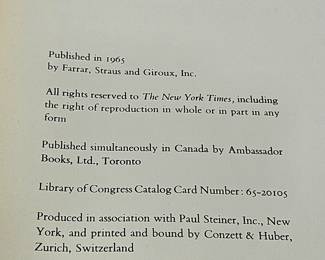 Published in 1965
by Farrar, Straus and Giroux, Inc.
All rights reserved to The New York Times, including
the right of reproduction in whole or in part in any
form
Published simultaneously in Canada by Ambassador
Books, Ltd., Toronto
Library of Congress Catalog Card Number: 65-20105
Produced in association with Paul Steiner, Inc., New
York, and printed and bound by Conzett & Huber,
Zurich, Switzerland